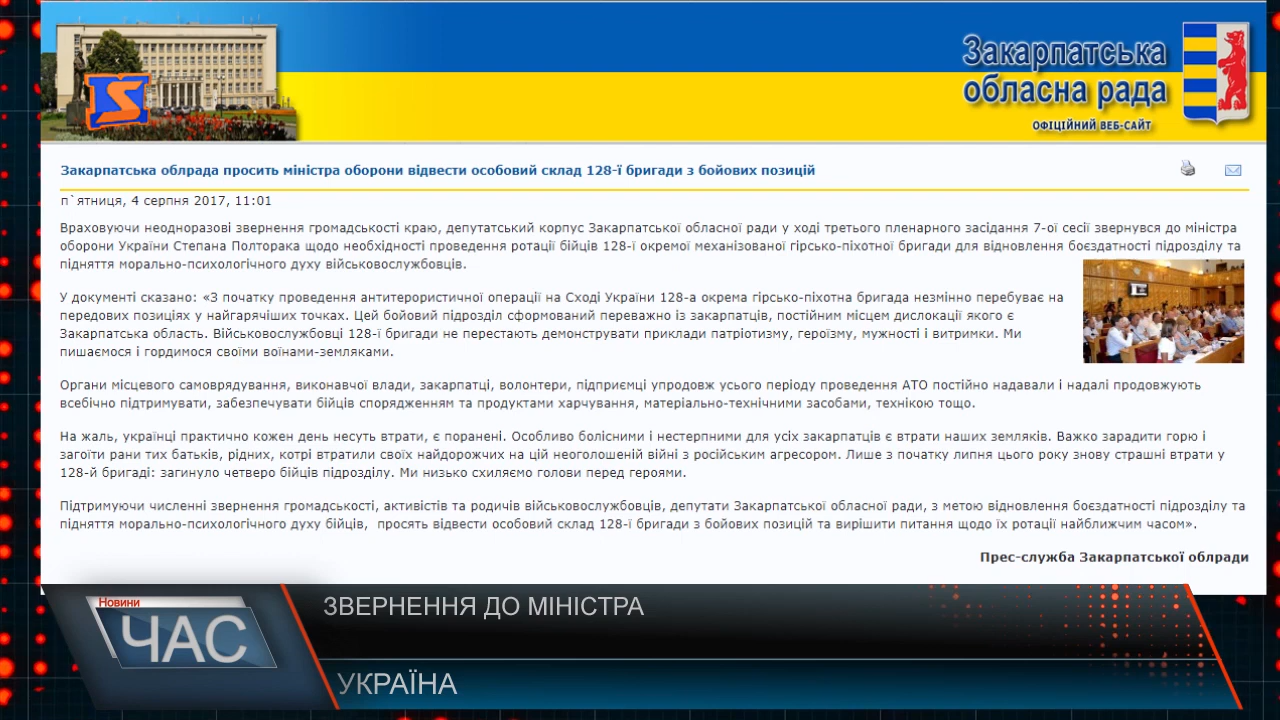 Закарпатська
обласна рада
ОФІЦІЙНИЙ ВЕБ-САЙТ
Закарпатська облрада просить міністра оборони відвести особовий склад 128-ї бригади з бойових позицій
п`ятниця, 4 серпня 2017, 11:01
Враховуючи неодноразові звернення громадськості краю, депутатський корпус Закарпатської обласної ради у ході третього пленарного засідання 7-ої сесії звернувся до міністра
оборони України Степана Полторака щодо необхідності проведення ротації бійців 128-ї окремої механізованої гірсько-піхотної бригади для відновлення боєздатності підрозділу та
підняття морально-психологічного духу військовослужбовців.
У документі сказано: «З початку проведення антитерористичної операції на Сході України 128-а окрема гірсько-піхотна бригада незмінно перебуває на
передових позиціях у найгарячіших точках. Цей бойовий підрозділ сформований переважно із закарпатців, постійним місцем дислокації якого є
Закарпатська область. Військовослужбовці 128-ї бригади не перестають демонструвати приклади патріотизму, героїзму, мужності і витримки. Ми
пишаємося і гордимося своїми воїнами-земляками.
Органи місцевого самоврядування, виконавчої влади, закарпатці, волонтери, підприємці упродовж усього періоду проведення АТО постійно надавали і надалі продовжують
всебічно підтримувати, забезпечувати бійців спорядженням та продуктами харчування, матеріально-технічними засобами, технікою тощо.
На жаль, українці практично кожен день несуть втрати, є поранені. Особливо болісними і нестерпними для усіх закарпатців є втрати наших земляків. Важко зарадити горю і
загоїти рани тих батьків, рідних, котрі втратили своїх найдорожчих на цій неоголошеній війні з російським агресором. Лише з початку липня цього року знову страшні втрати у
128-й бригаді: загинуло четверо бійців підрозділу. Ми низько схиляємо голови перед героями.
Підтримуючи численні звернення громадськості, активістів та родичів військовослужбовців, депутати Закарпатської обласної ради, з метою відновлення боєздатності підрозділу та
підняття морально-психологічного духу бійців,  просять відвести особовий склад 128-ї бригади з бойових позицій та вирішити питання щодо їх ротації найближчим часом».
Прес-служба Закарпатської облради
Новини
ЧАС
ЗВЕРНЕННЯ ДО МІНІСТРА
УКРАЇНА